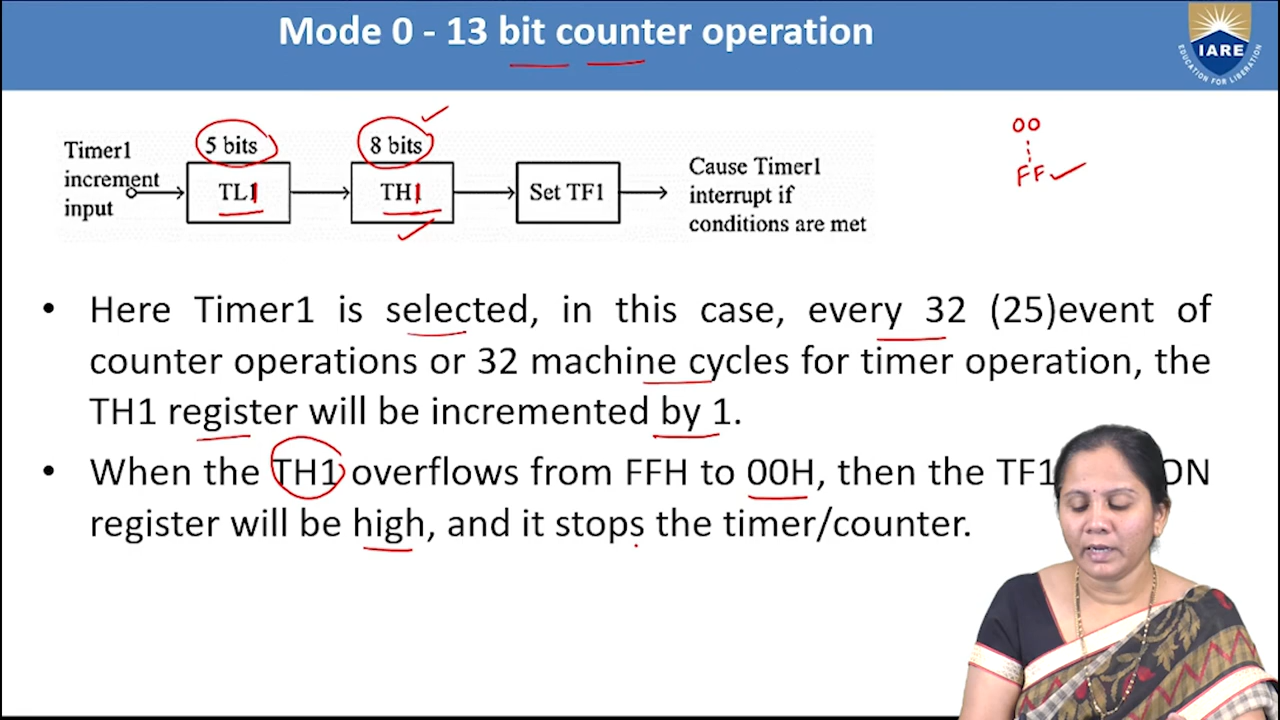 Mode 0 - 13 bit counter operation
IARE
EDUCATION FOR LIBERATION
5 bits
8 bits
00
FF
Timer1
increment
input
TL1
TH1
Set TF1
Cause Timer1
interrupt if
conditions are met
• Here Timer1 is selected, in this case, every 32 (25)event of
counter operations or 32 machine cycles for timer operation, the
TH1 register will be incremented by 1.
• When the TH1 overflows from FFH to 00H, then the TF1 ON
register will be high, and it stops the timer/counter.